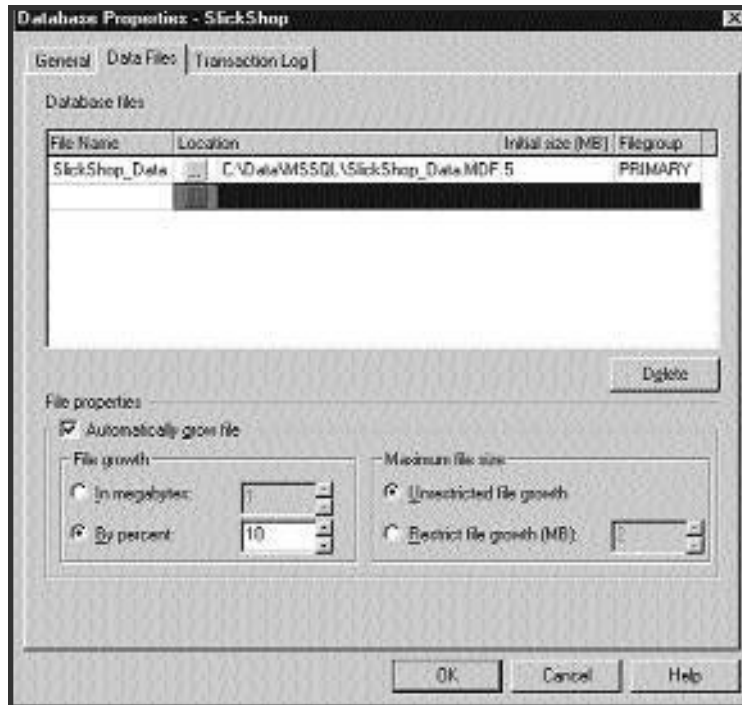 Database Properties - SlickShop
General Data Files Transaction Log
Database files
File Name Location Initial size (MB) Filegroup
SlickShop_Data ... C:\Data\MSSQL\SlickShop_Data.MDF 5 PRIMARY
Delete
File properties
Automatically grow file
File growth
In megabytes: 1
By percent: 10
Maximum file size
Unrestricted file growth
Restrict file growth (MB): 2
OK Cancel Help